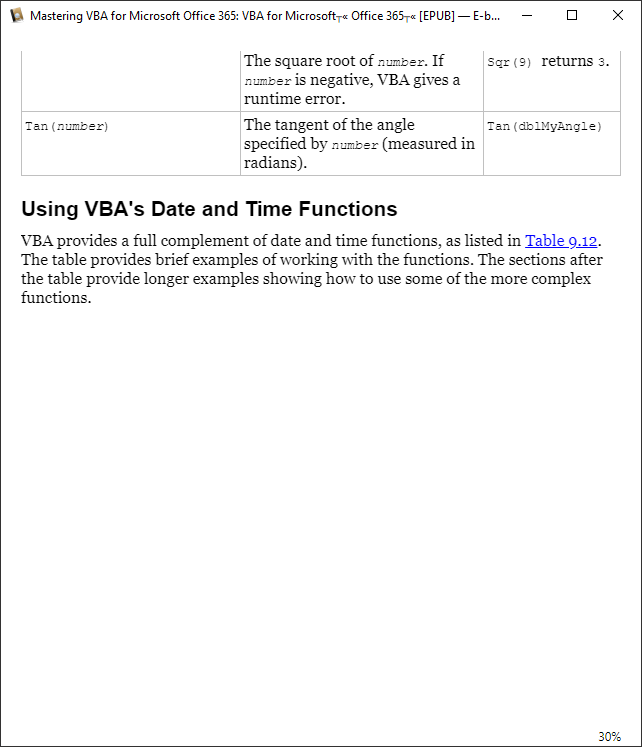 Mastering VBA for Microsoft Office 365: VBA for Microsoft┬« Office 365┬« [EPUB] — E-b...
The square root of number. If
number is negative, VBA gives a
runtime error.
Sqr(9) returns 3.
Tan(number)
The tangent of the angle
specified by number (measured in
radians).
Tan(dblMyAngle)
Using VBA's Date and Time Functions
VBA provides a full complement of date and time functions, as listed in Table 9.12.
The table provides brief examples of working with the functions. The sections after
the table provide longer examples showing how to use some of the more complex
functions.
30%